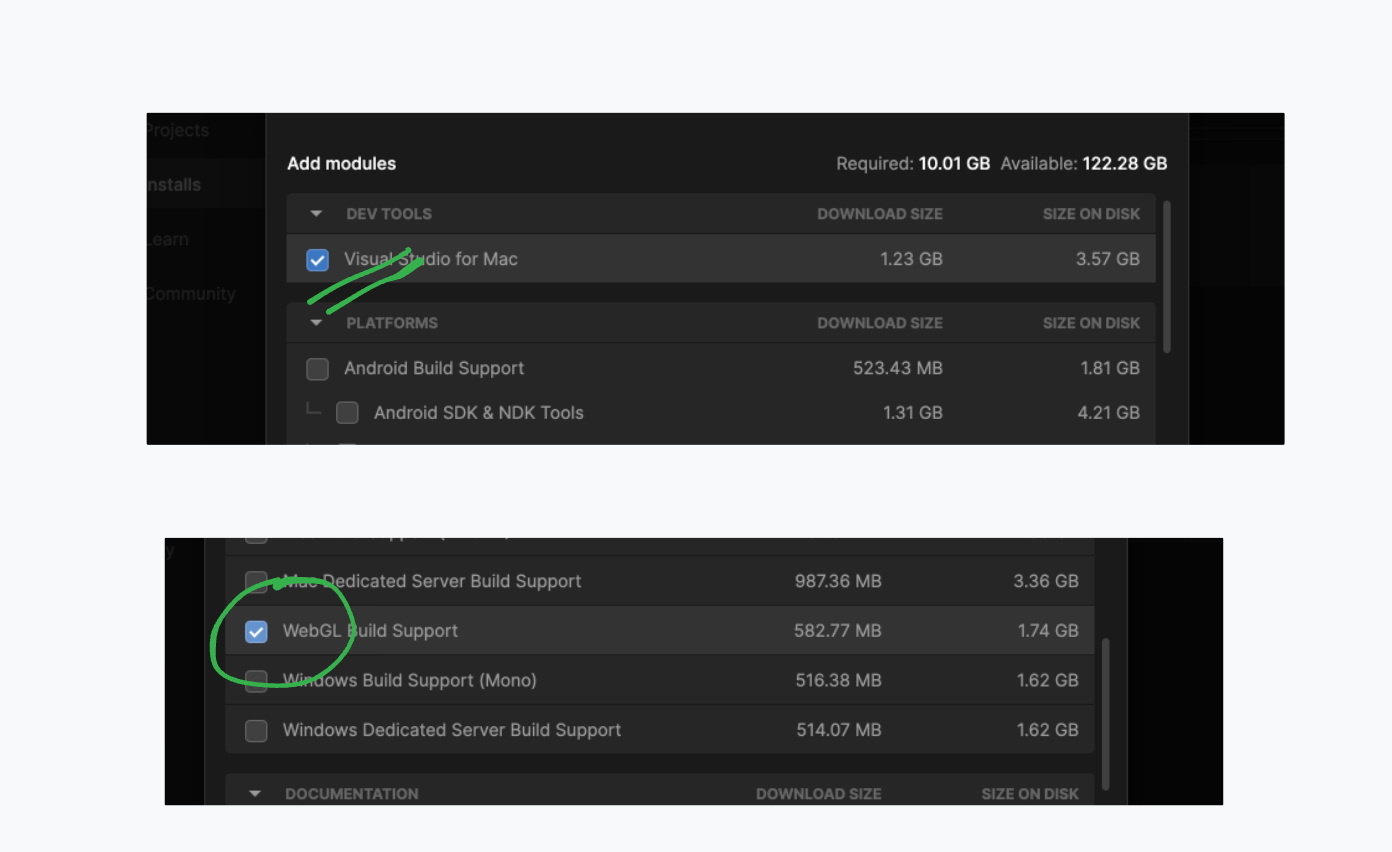 Projects
Add modules Required: 10.01 GB Available: 122.28 GB
Installs
DEV TOOLS DOWNLOAD SIZE SIZE ON DISK
Learn
Visual Studio for Mac 1.23 GB 3.57 GB
Community
PLATFORMS DOWNLOAD SIZE SIZE ON DISK
Android Build Support 523.43 MB 1.81 GB
Android SDK & NDK Tools 1.31 GB 4.21 GB
y
Mac Dedicated Server Build Support 987.36 MB 3.36 GB
WebGL Build Support 582.77 MB 1.74 GB
Windows Build Support (Mono) 516.38 MB 1.62 GB
Windows Dedicated Server Build Support 514.07 MB 1.62 GB
DOCUMENTATION DOWNLOAD SIZE SIZE ON DISK